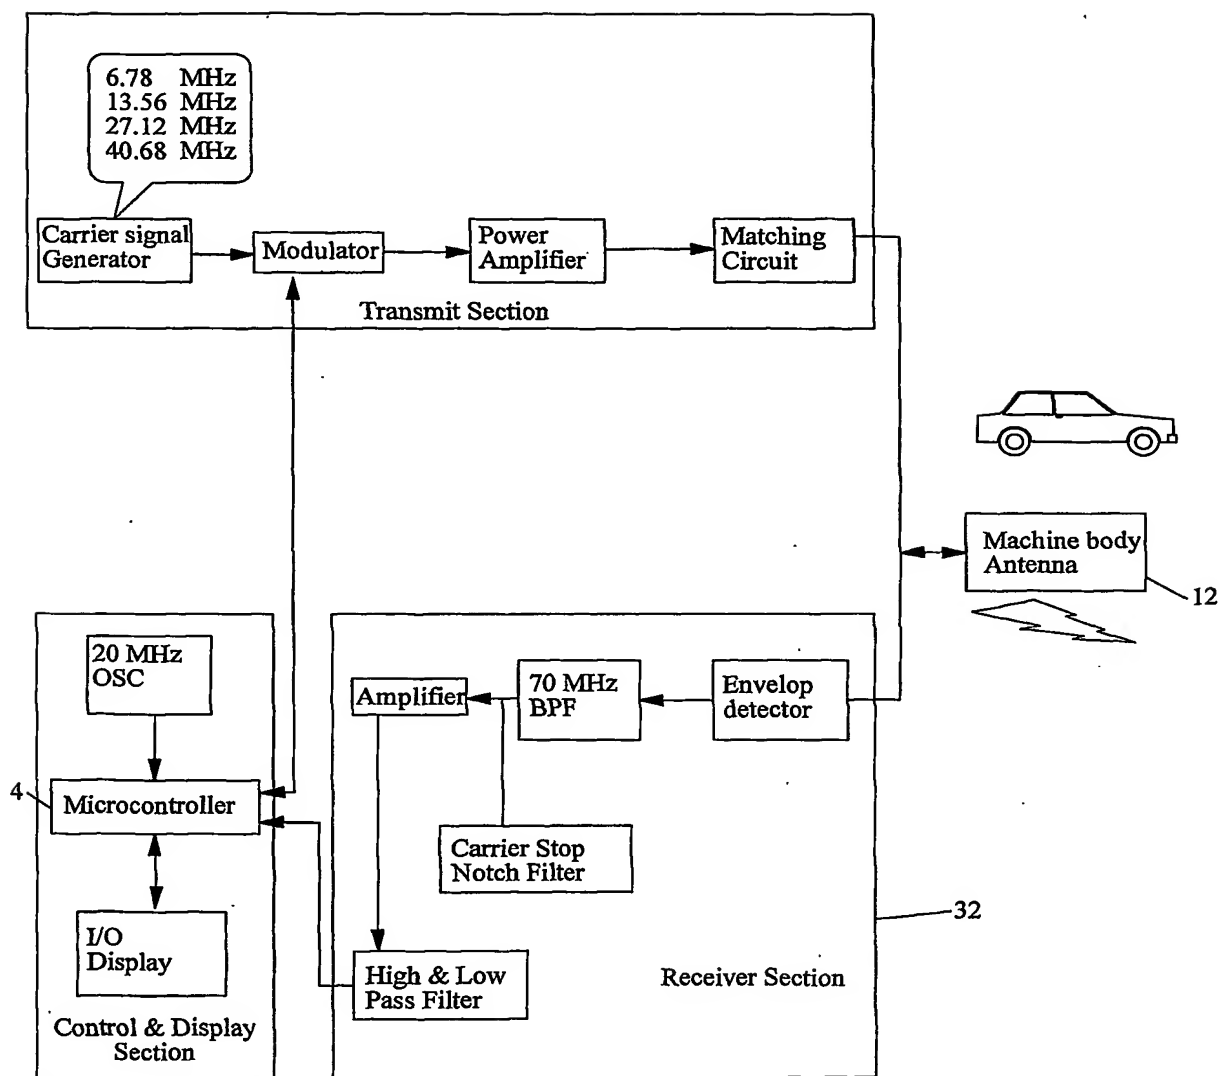 6.78 MHz
13.56 MHz
27.12 MHz
40.68 MHz
Carrier signal
Generator
Modulator
Power
Amplifier
Matching
Circuit
Transmit Section
Machine body
Antenna
12
20 MHz
OSC
4
Microcontroller
I/O
Display
Control & Display
Section
Amplifier
70 MHz
BPF
Envelop
detector
Carrier Stop
Notch Filter
32
High & Low
Pass Filter
Receiver Section